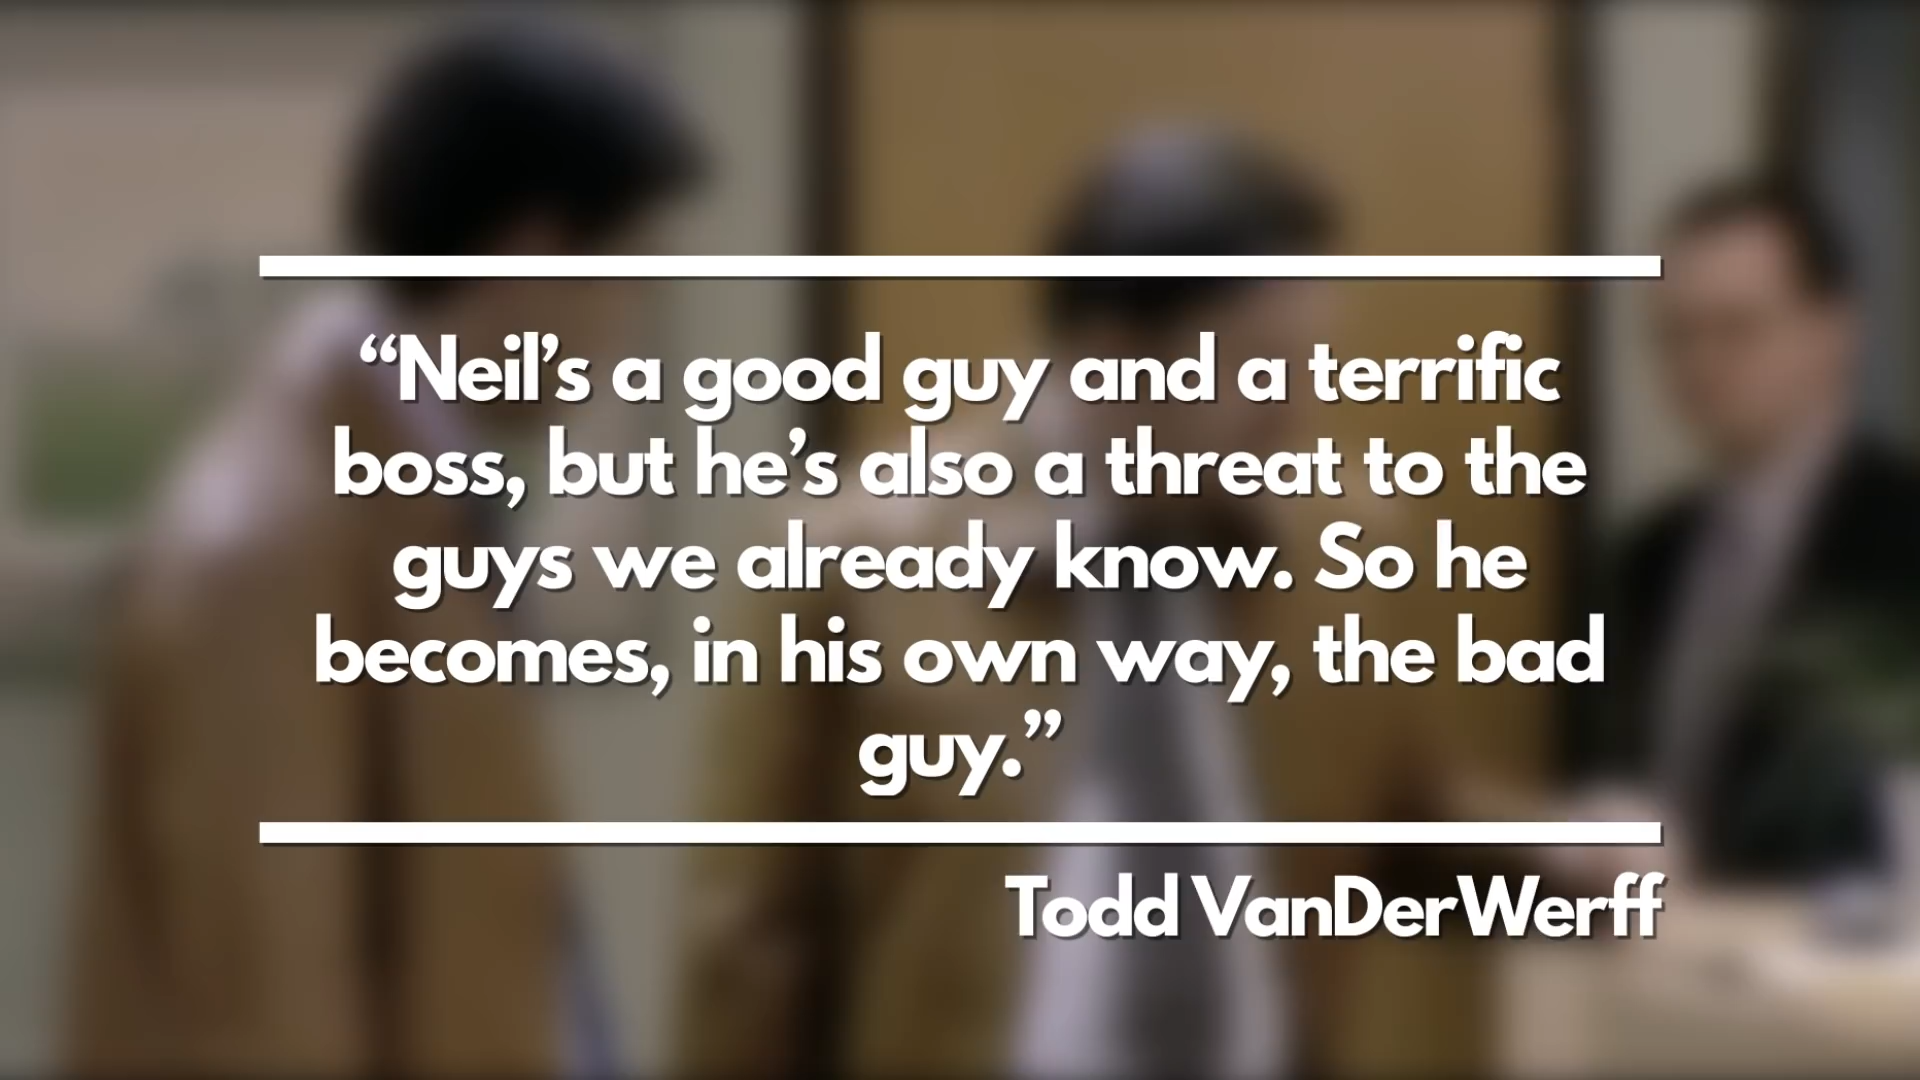 “Neil’s a good guy and a terrific
boss, but he’s also a threat to the
guys we already know. So he
becomes, in his own way, the bad
guy.”
Todd VanDerWerff